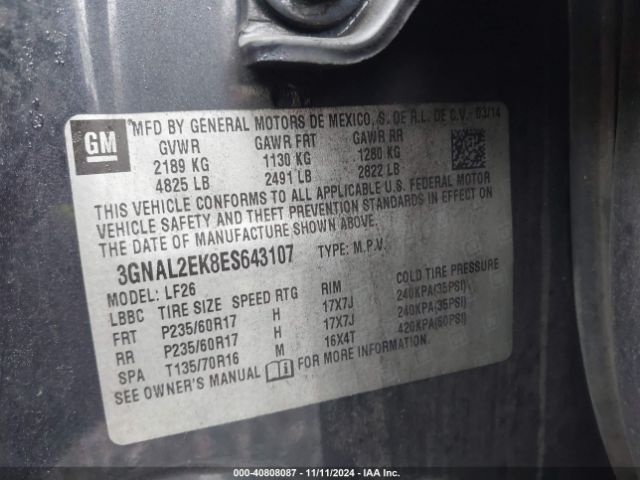 GM
MFD BY GENERAL MOTORS DE MEXICO, S. DE R.L. DE C.V.- 03/14
GVWR GAWR FRT GAWR RR
2189 KG 1130 KG 1280 KG
4825 LB 2491 LB 2822 LB
THIS VEHICLE CONFORMS TO ALL APPLICABLE U.S. FEDERAL MOTOR
VEHICLE SAFETY AND THEFT PREVENTION STANDARDS IN EFFECT ON
THE DATE OF MANUFACTURE SHOWN ABOVE.
3GNAL2EK8ES643107 TYPE: M.P.V.
MODEL: LF26
LBBC TIRE SIZE SPEED RTG RIM COLD TIRE PRESSURE
FRT P235/60R17 H 17X7J 240KPA(35PSI)
RR P235/60R17 H 17X7J 240KPA(35PSI)
SPA T135/70R16 M 16X4T 420KPA(60PSI)
SEE OWNER'S MANUAL FOR MORE INFORMATION.
000-40808087 - 11/11/2024 - IAA Inc.